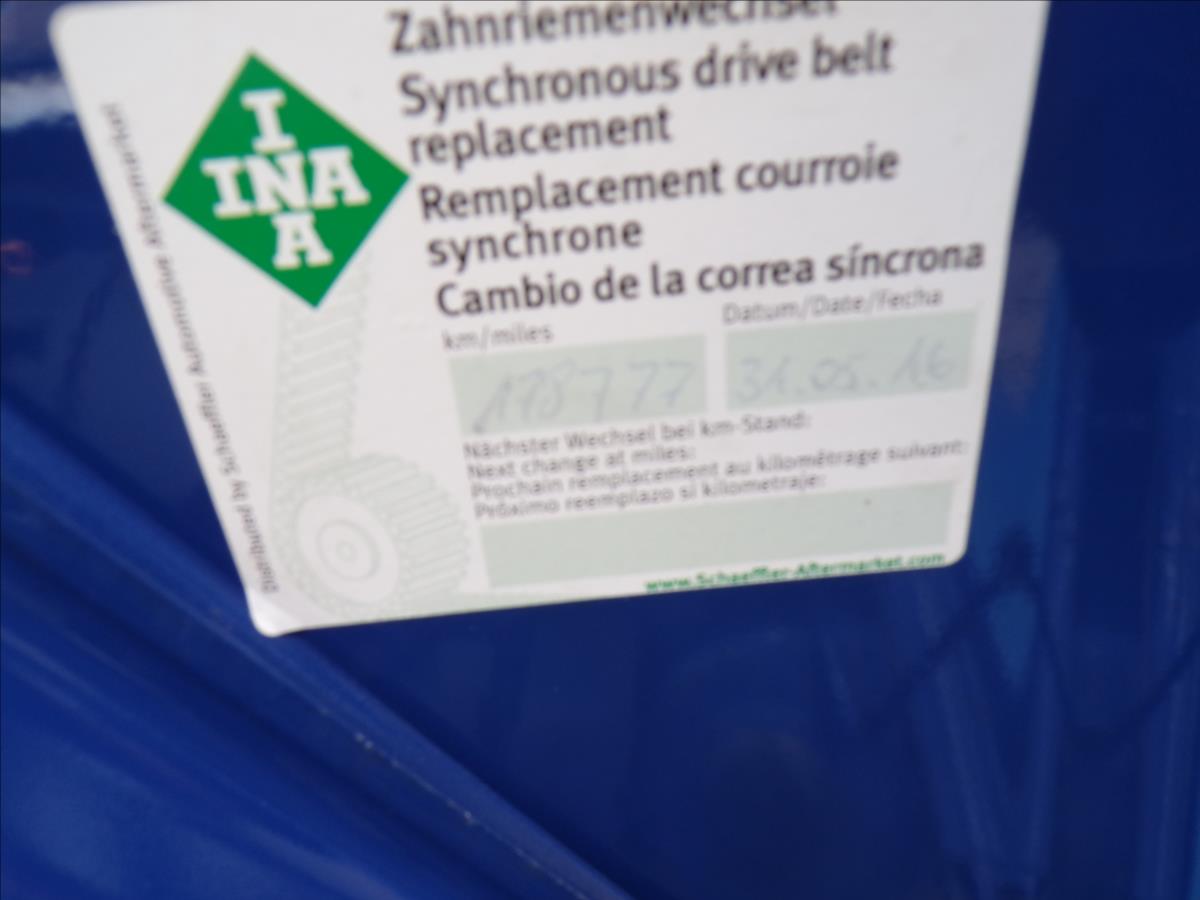 Zahnriemenwechsel
Synchronous drive belt
replacement
Remplacement courroie
synchrone
Cambio de la correa síncrona
km/miles
Datum/Date/Fecha
178777
31.05.16
Nächster Wechsel bei km-Stand:
Next change at miles:
Prochain remplacement au kilométrage suivant:
Próximo reemplazo si kilometraje:
www.Schaeffler-Aftermarket.com
I
INA
A
Distributed by Schaeffler Automotive Aftermarket